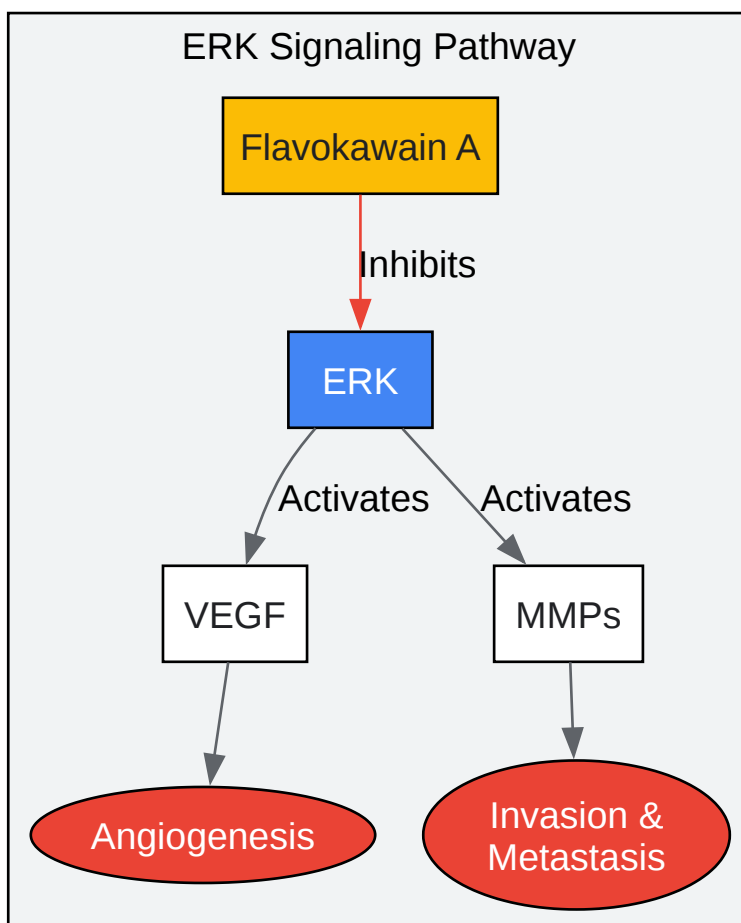 ERK Signaling Pathway
Flavokawain A
Inhibits
ERK
Activates
Activates
VEGF
MMPs
Angiogenesis
Invasion &
Metastasis